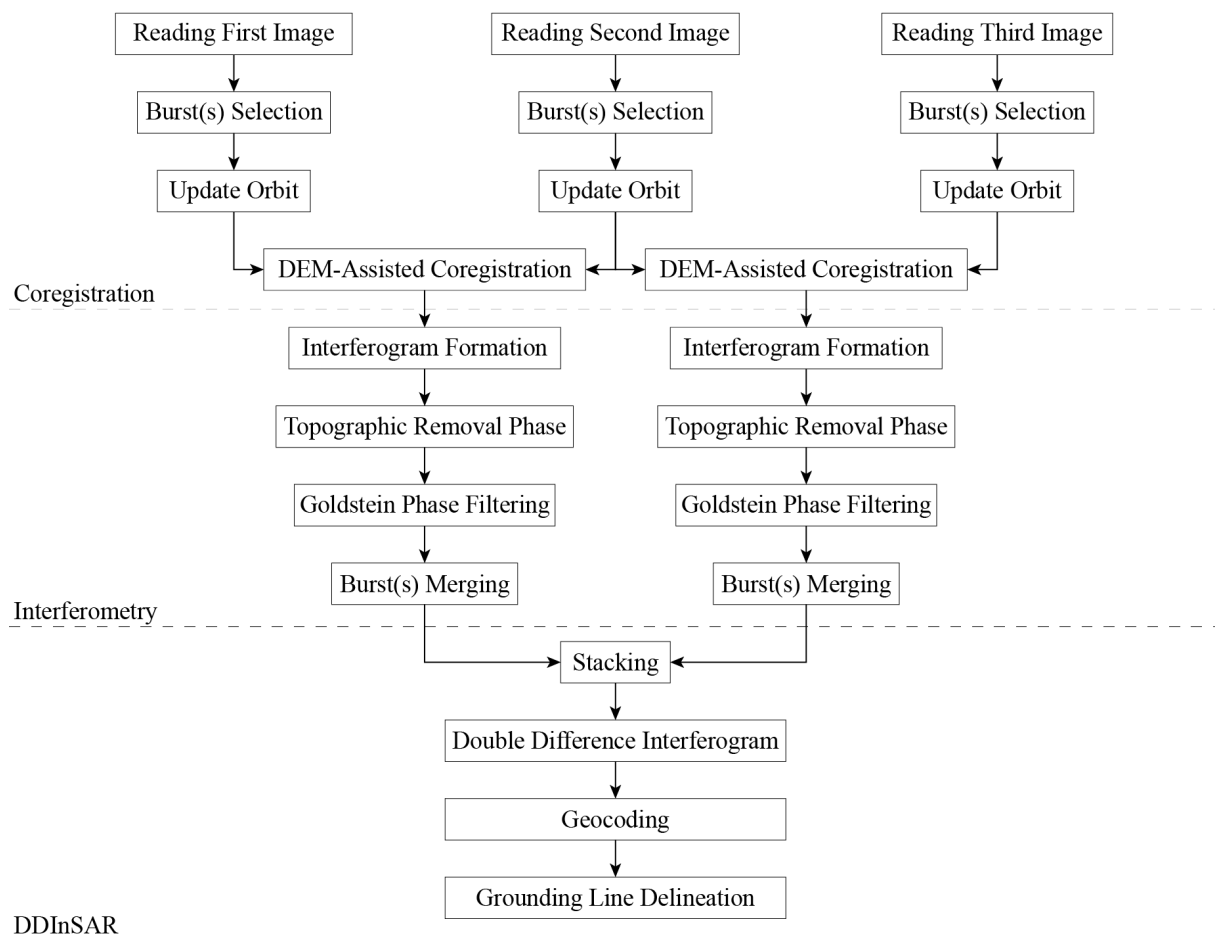 Reading First Image
Reading Second Image
Reading Third Image
Burst(s) Selection
Burst(s) Selection
Burst(s) Selection
Update Orbit
Update Orbit
Update Orbit
DEM-Assisted Coregistration
DEM-Assisted Coregistration
Coregistration
Interferogram Formation
Interferogram Formation
Topographic Removal Phase
Topographic Removal Phase
Goldstein Phase Filtering
Goldstein Phase Filtering
Burst(s) Merging
Burst(s) Merging
Interferometry
Stacking
Double Difference Interferogram
Geocoding
Grounding Line Delineation
DDInSAR